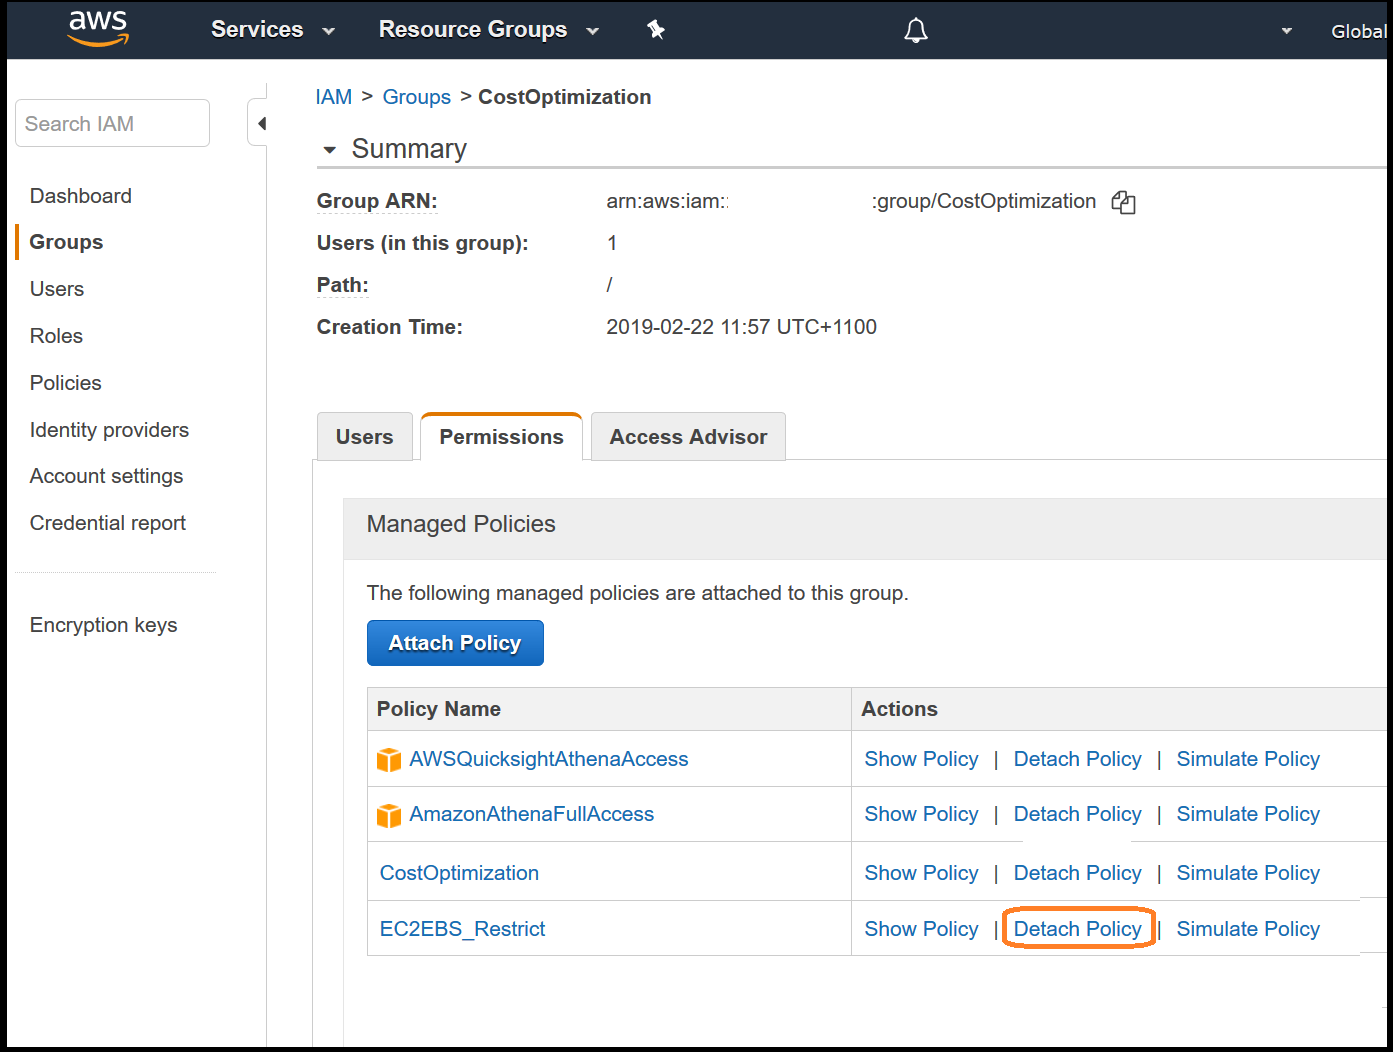 aws Services Resource Groups Global
Search IAM
Dashboard
Groups
Users
Roles
Policies
Identity providers
Account settings
Credential report
Encryption keys
IAM > Groups > CostOptimization
Summary
Group ARN: arn:aws:iam:: :group/CostOptimization
Users (in this group): 1
Path: /
Creation Time: 2019-02-22 11:57 UTC+1100
Users Permissions Access Advisor
Managed Policies
The following managed policies are attached to this group.
Attach Policy
Policy Name Actions
AWSQuicksightAthenaAccess Show Policy | Detach Policy | Simulate Policy
AmazonAthenaFullAccess Show Policy | Detach Policy | Simulate Policy
CostOptimization Show Policy | Detach Policy | Simulate Policy
EC2EBS_Restrict Show Policy | Detach Policy | Simulate Policy